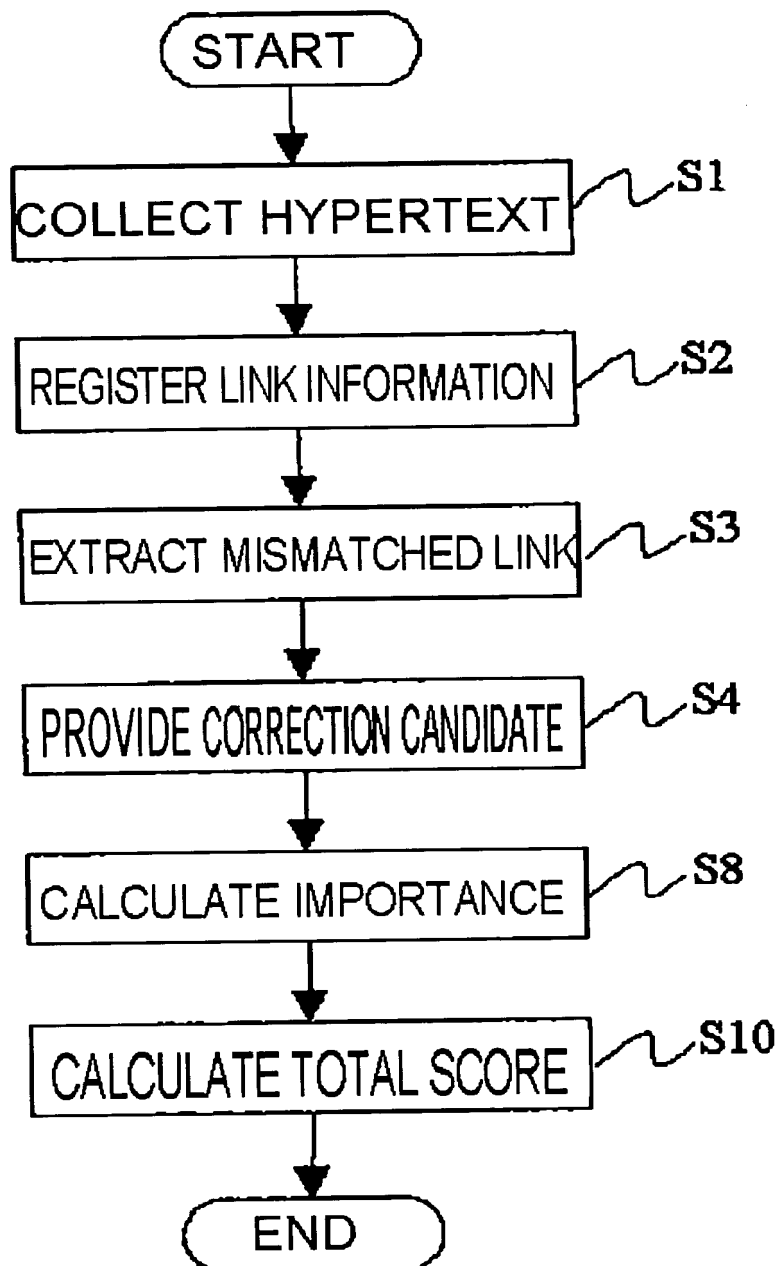 START
COLLECT HYPERTEXT
S1
REGISTER LINK INFORMATION
S2
EXTRACT MISMATCHED LINK
S3
PROVIDE CORRECTION CANDIDATE
S4
CALCULATE IMPORTANCE
S8
CALCULATE TOTAL SCORE
S10
END